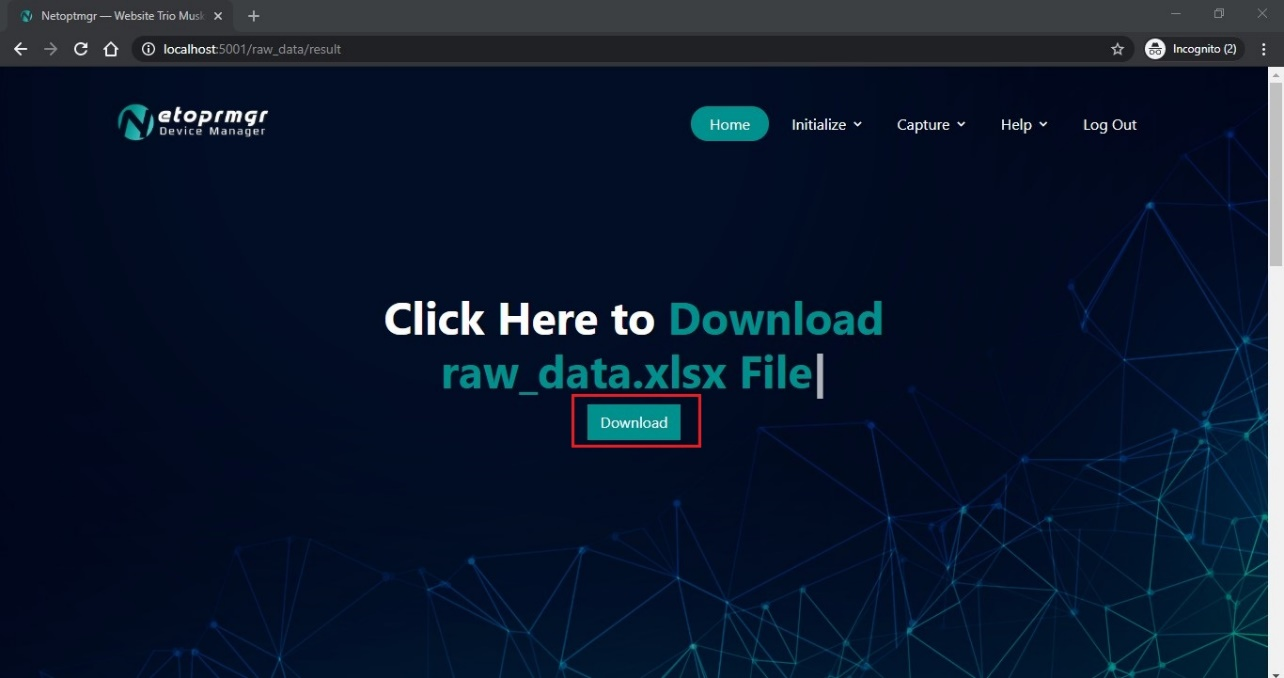 Netoptmgr — Website Trio Musk
localhost:5001/raw_data/result
Incognito (2)
etoprmgr
Device Manager
Home Initialize Capture Help Log Out
Click Here to Download
raw_data.xlsx File|
Download